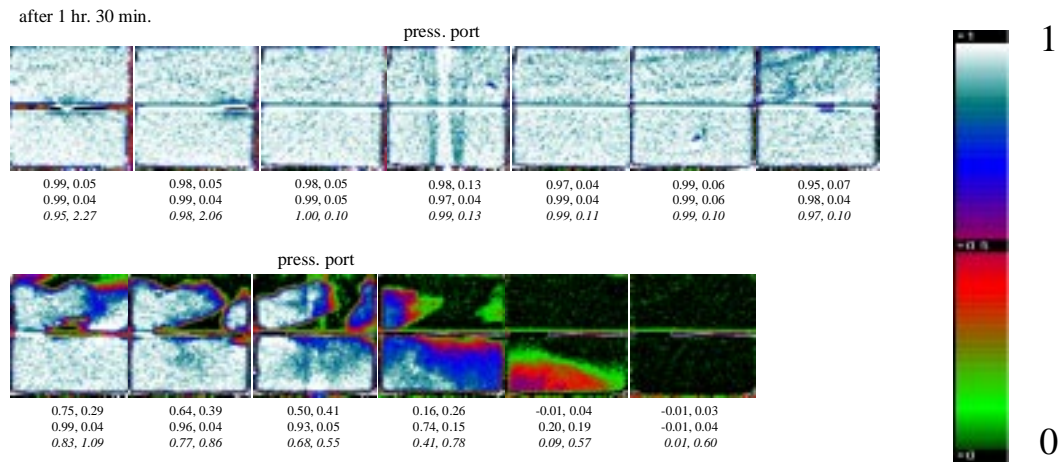 after 1 hr. 30 min.
press. port
0.99, 0.05 0.98, 0.05 0.98, 0.05 0.98, 0.13 0.97, 0.04 0.99, 0.06 0.95, 0.07
0.99, 0.04 0.99, 0.04 0.99, 0.05 0.97, 0.04 0.99, 0.04 0.99, 0.06 0.98, 0.04
0.95, 2.27 0.98, 2.06 1.00, 0.10 0.99, 0.13 0.99, 0.11 0.99, 0.10 0.97, 0.10
press. port
0.75, 0.29 0.64, 0.39 0.50, 0.41 0.16, 0.26 -0.01, 0.04 -0.01, 0.03
0.99, 0.04 0.96, 0.04 0.93, 0.05 0.74, 0.15 0.20, 0.19 -0.01, 0.04
0.83, 1.09 0.77, 0.86 0.68, 0.55 0.41, 0.78 0.09, 0.57 0.01, 0.60
1
0